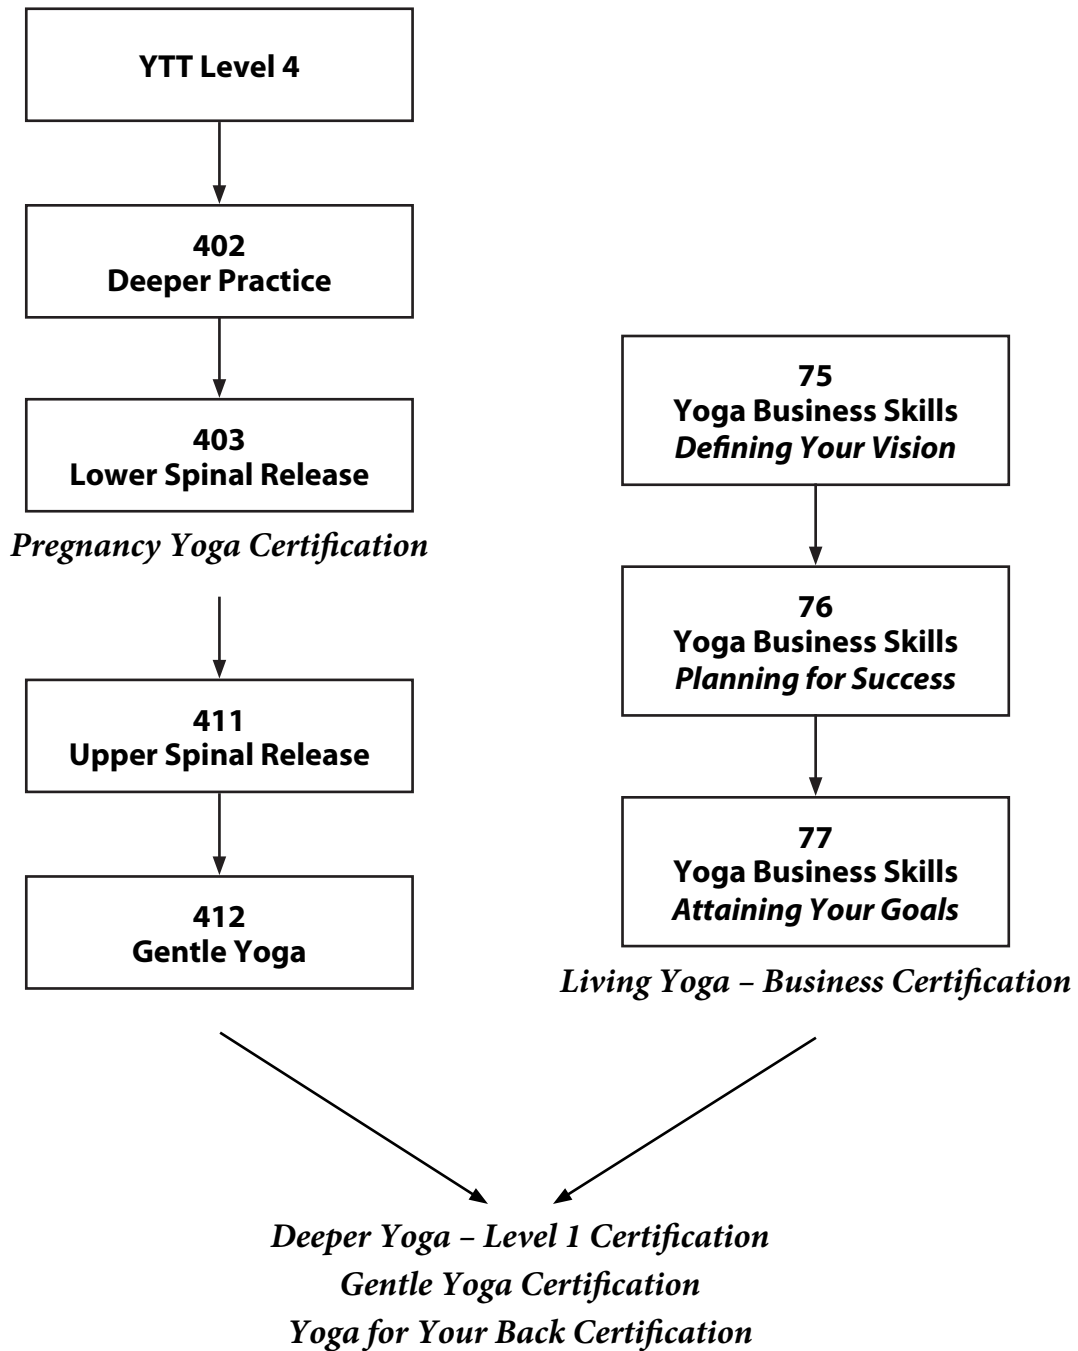 YTT Level 4
402
Deeper Practice
403
Lower Spinal Release
Pregnancy Yoga Certification
411
Upper Spinal Release
412
Gentle Yoga
75
Yoga Business Skills
Defining Your Vision
76
Yoga Business Skills
Planning for Success
77
Yoga Business Skills
Attaining Your Goals
Living Yoga – Business Certification
Deeper Yoga – Level 1 Certification
Gentle Yoga Certification
Yoga for Your Back Certification